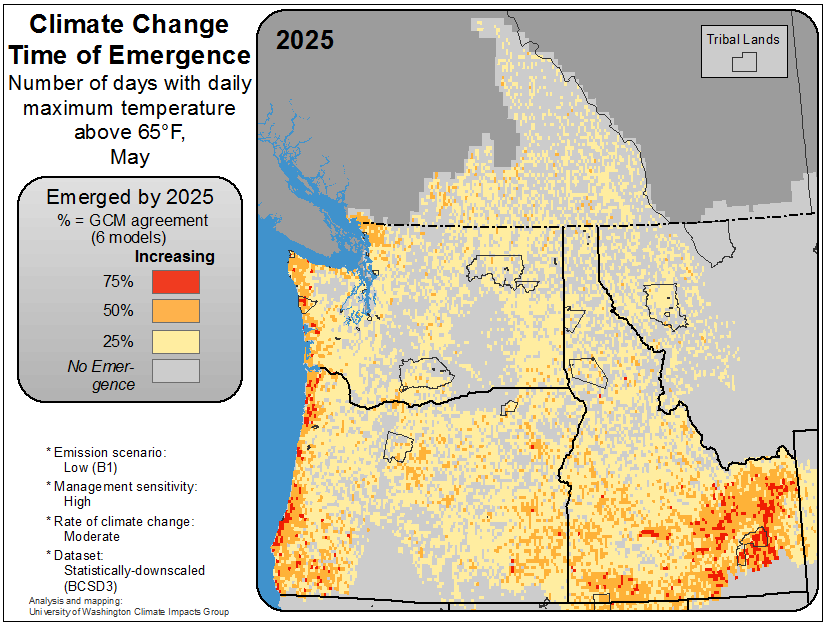 Climate Change
Time of Emergence
Number of days with daily
maximum temperature
above 65°F,
May
Emerged by 2025
% = GCM agreement
(6 models)
Increasing
75%
50%
25%
No Emer-
gence
* Emission scenario:
Low (B1)
* Management sensitivity:
High
* Rate of climate change:
Moderate
* Dataset:
Statistically-downscaled
(BCSD3)
Analysis and mapping:
University of Washington Climate Impacts Group
2025
Tribal Lands